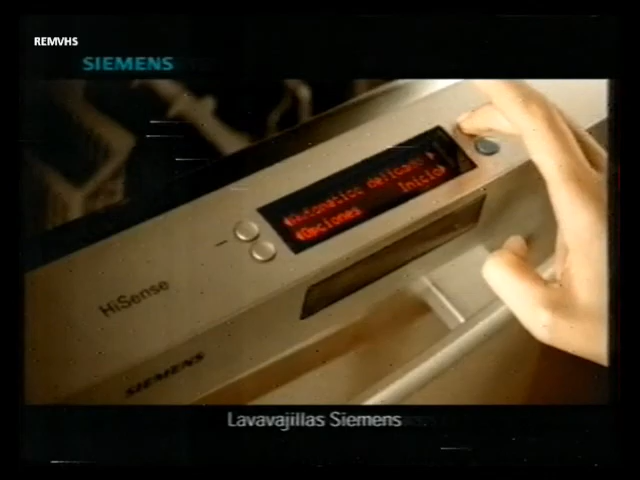 REMVHS
SIEMENS
Automatico delicado
Inicio
Opciones
HiSense
SIEMENS
Lavavajillas Siemens